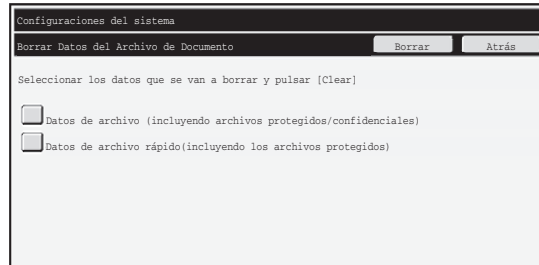 Configuraciones del sistema
Borrar Datos del Archivo de Documento Borrar Atrás
Seleccionar los datos que se van a borrar y pulsar [Clear]
Datos de archivo (incluyendo archivos protegidos/confidenciales)
Datos de archivo rápido(incluyendo los archivos protegidos)